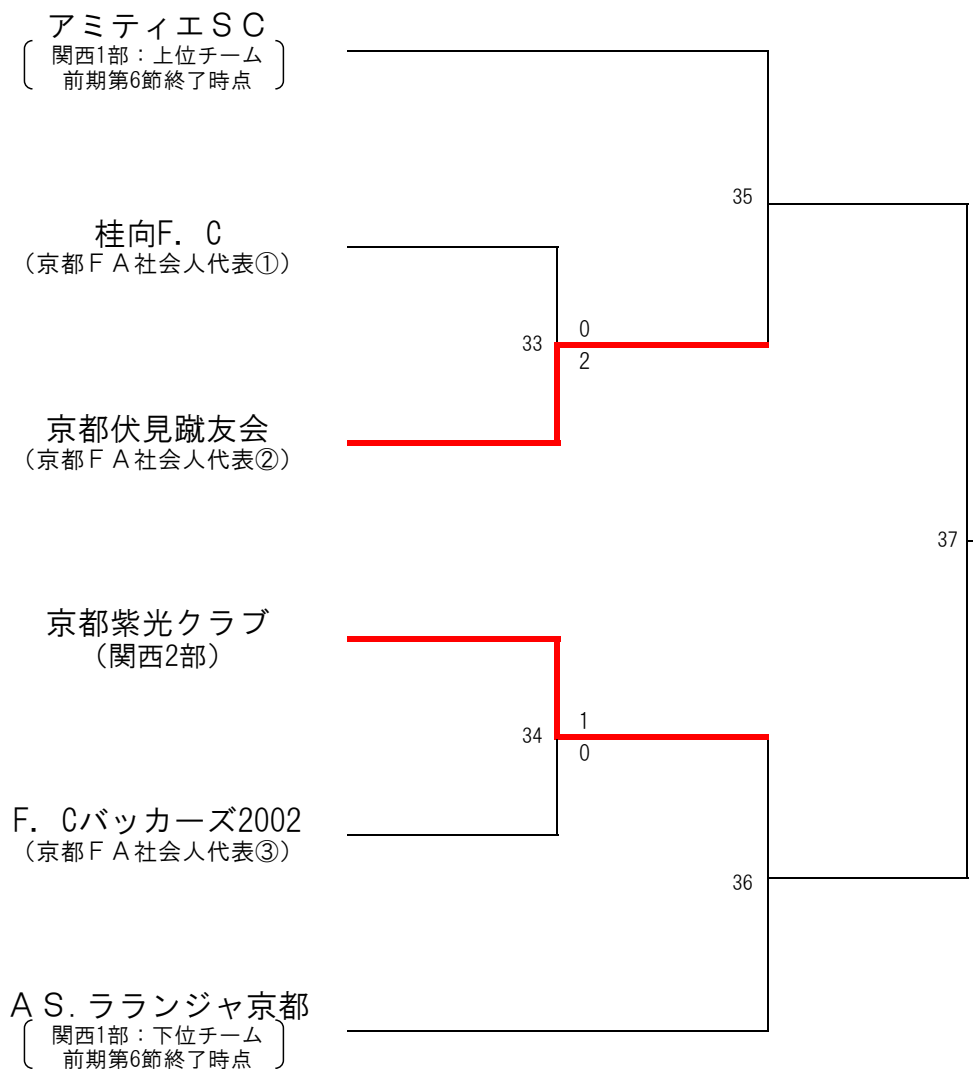 アミティエＳＣ
関西1部：上位チーム
前期第6節終了時点
35
桂向F．C
（京都ＦＡ社会人代表①）
33
0
2
京都伏見蹴友会
（京都ＦＡ社会人代表②）
37
京都紫光クラブ
（関西2部）
34
1
0
F．Cバッカーズ2002
（京都ＦＡ社会人代表③）
36
ＡＳ.ラランジャ京都
関西1部：下位チーム
前期第6節終了時点